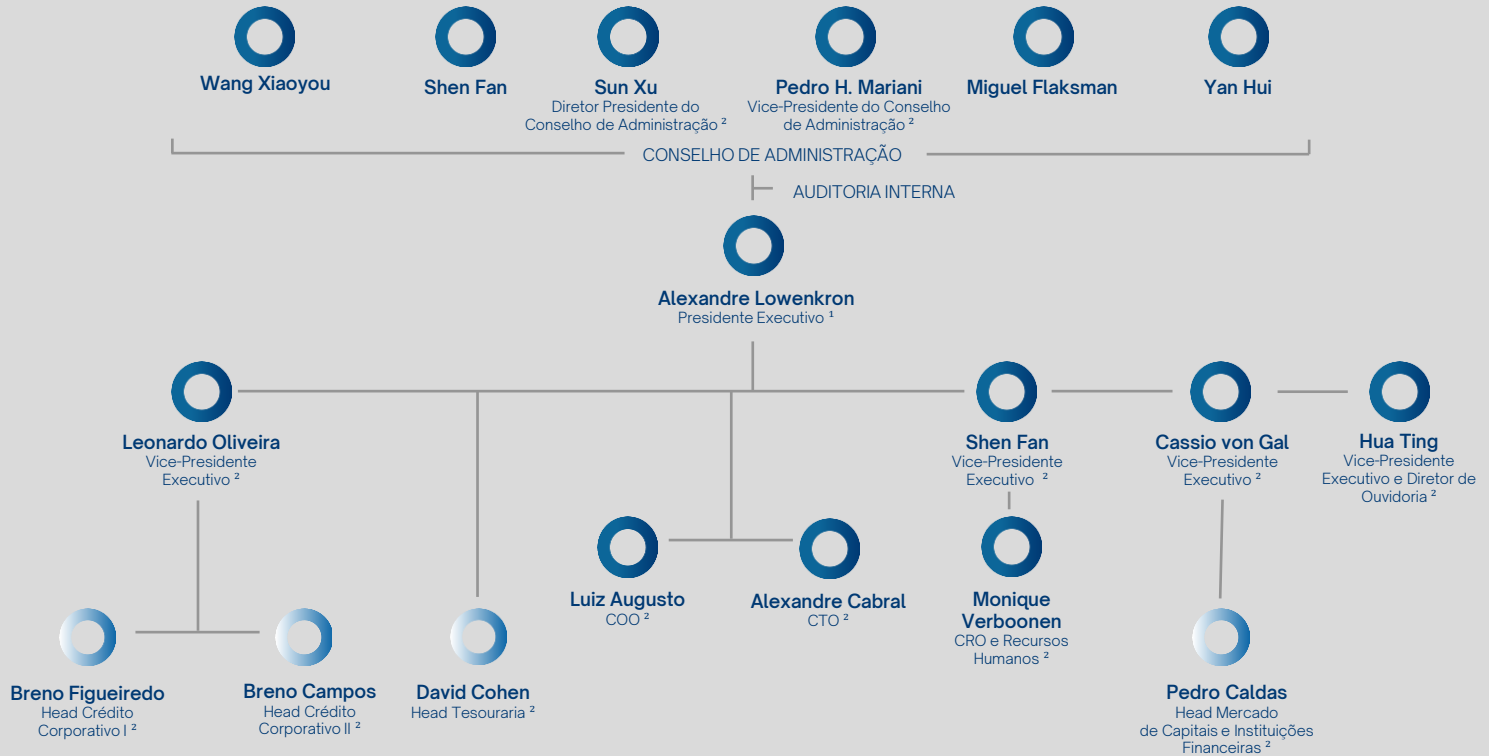 Wang Xiaoyou
Shen Fan
Sun Xu
Diretor Presidente do
Conselho de Administração ²
Pedro H. Mariani
Vice-Presidente do Conselho
de Administração ²
Miguel Flaksman
Yan Hui
CONSELHO DE ADMINISTRAÇÃO
AUDITORIA INTERNA
Alexandre Lowenkron
Presidente Executivo ¹
Leonardo Oliveira
Vice-Presidente
Executivo ²
Shen Fan
Vice-Presidente
Executivo ²
Cassio von Gal
Vice-Presidente
Executivo ²
Hua Ting
Vice-Presidente
Executivo e Diretor de
Ouvidoria ²
Luiz Augusto
COO ²
Alexandre Cabral
CTO ²
Monique
Verboonen
CRO e Recursos
Humanos ²
Breno Figueiredo
Head Crédito
Corporativo I ²
Breno Campos
Head Crédito
Corporativo II ²
David Cohen
Head Tesouraria ²
Pedro Caldas
Head Mercado
de Capitais e Instituições
Financeiras ²